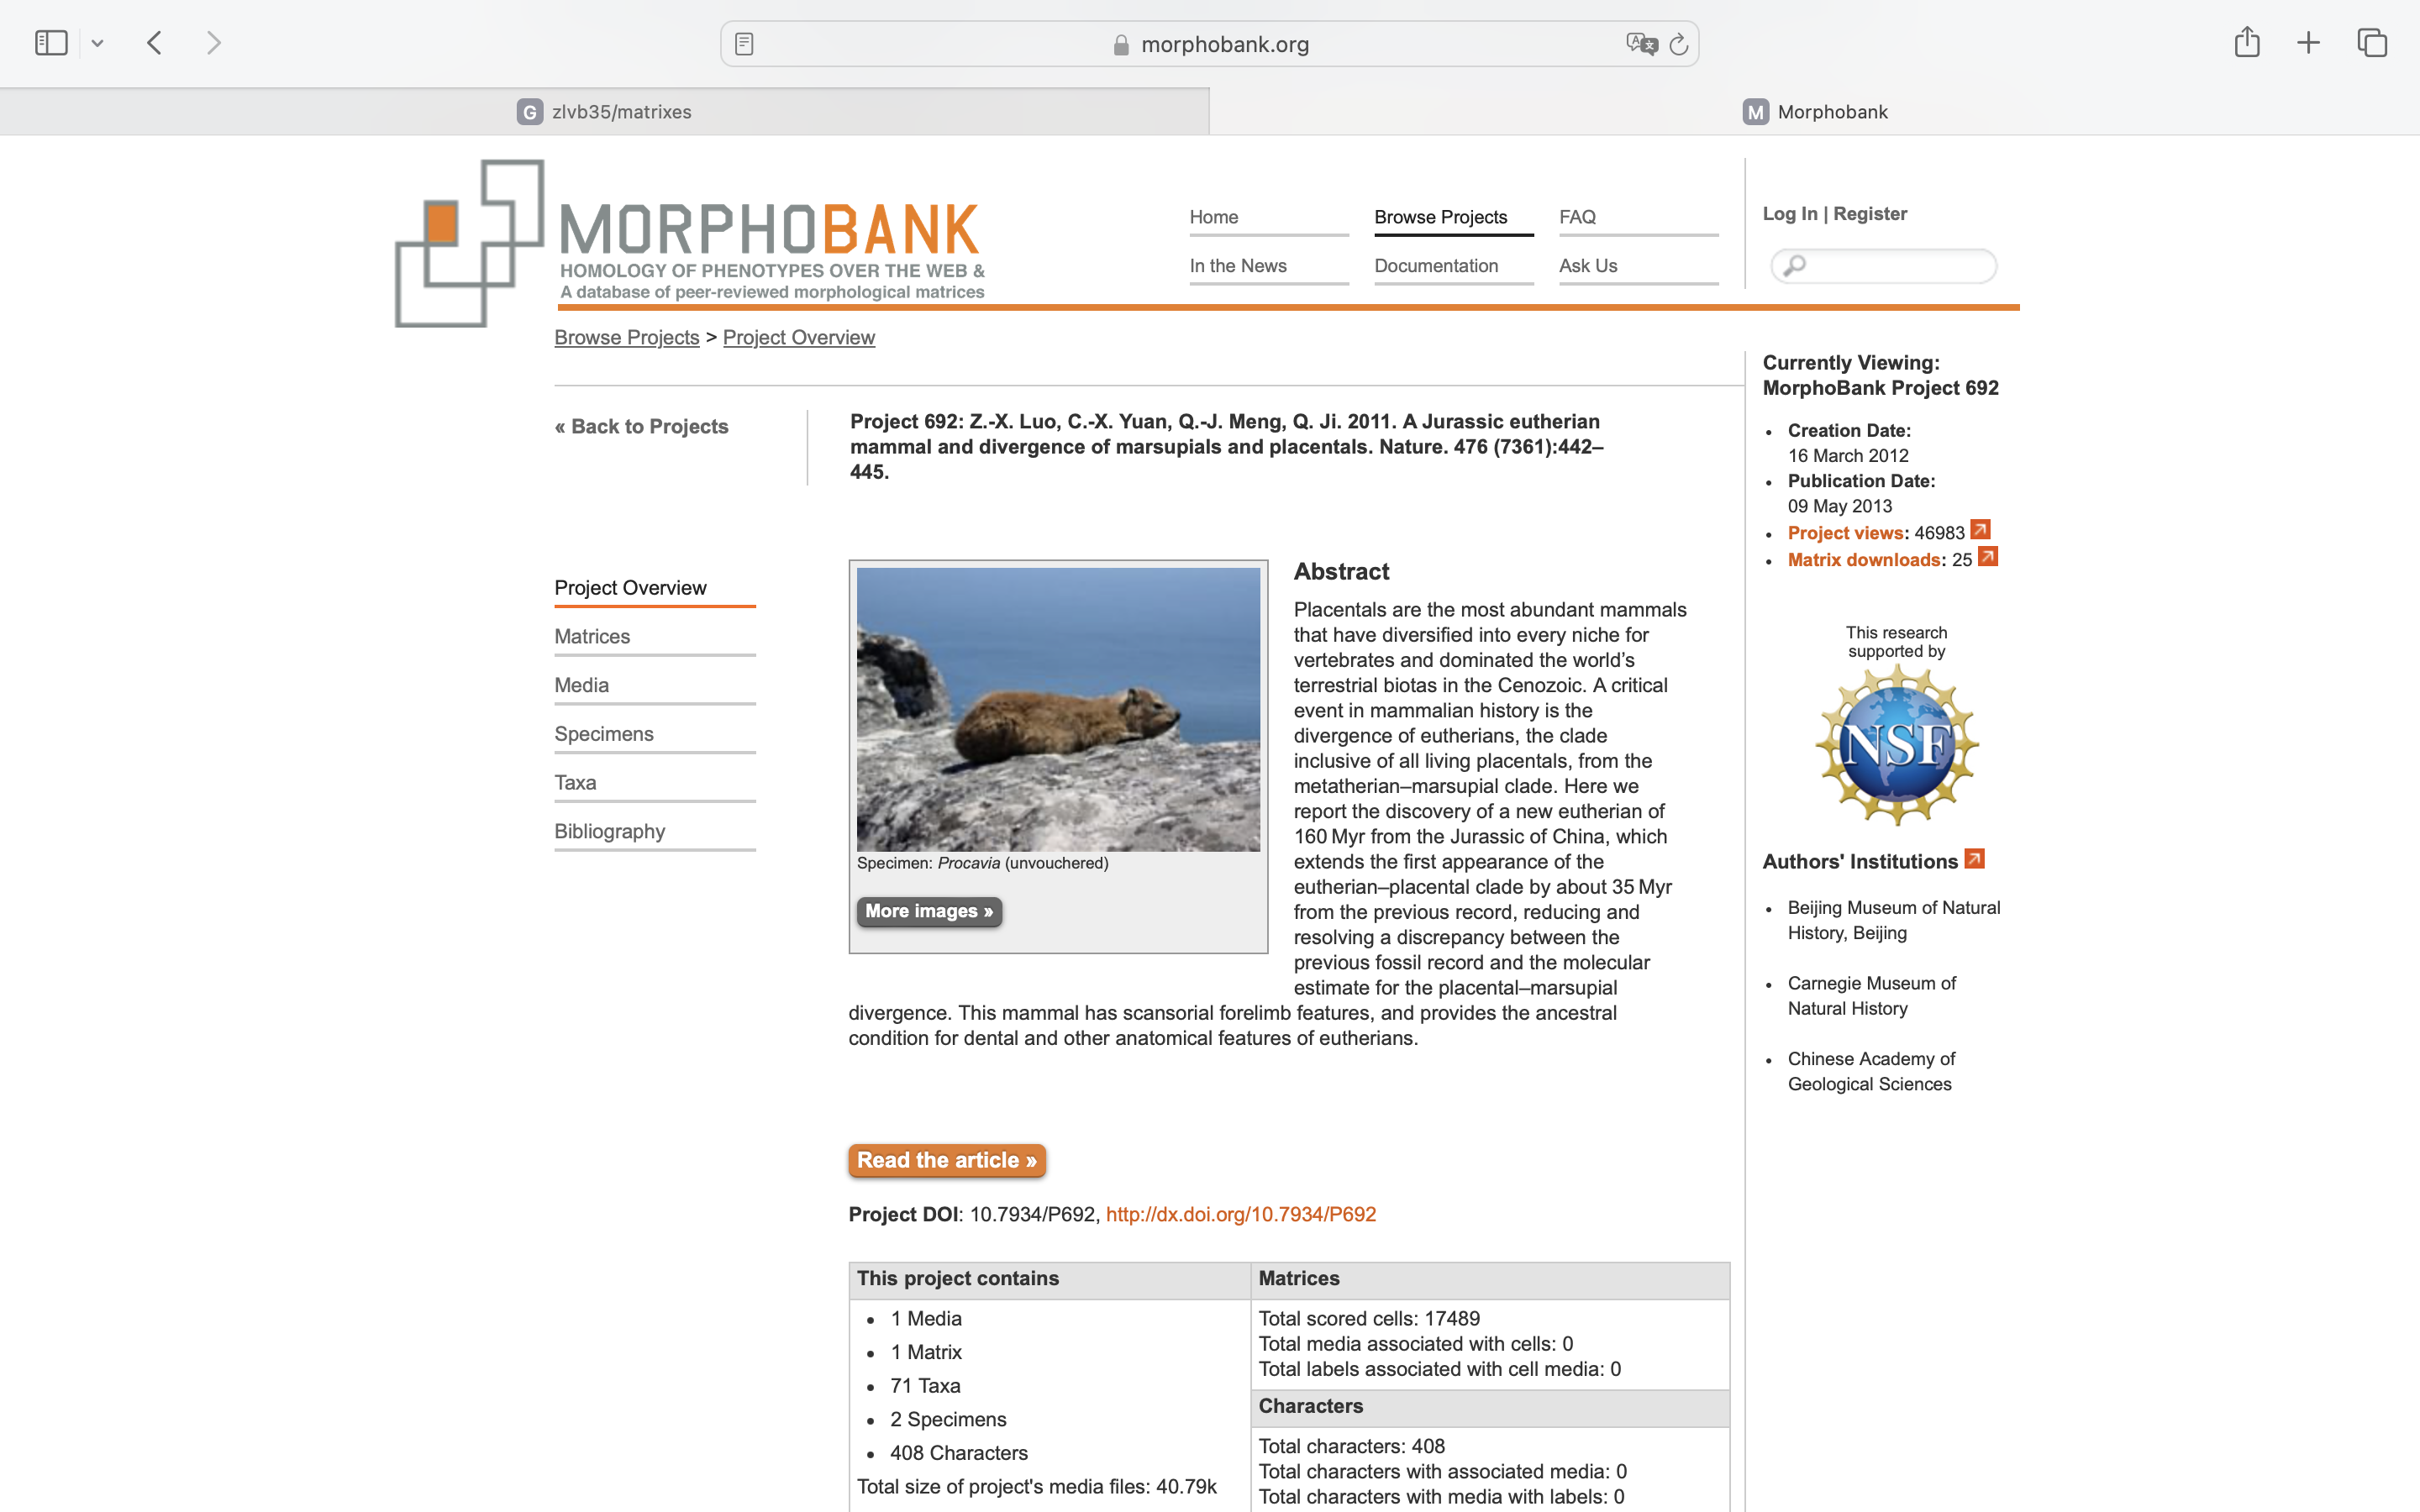 morphobank.org
G zlvb35/matrixes
M Morphobank
MORPHOBANK
HOMOLOGY OF PHENOTYPES OVER THE WEB &
A database of peer-reviewed morphological matrices
Home
Browse Projects
FAQ
In the News
Documentation
Ask Us
Log In | Register
Browse Projects > Project Overview
« Back to Projects
Project 692: Z.-X. Luo, C.-X. Yuan, Q.-J. Meng, Q. Ji. 2011. A Jurassic eutherian
mammal and divergence of marsupials and placentals. Nature. 476 (7361):442–
445.
Project Overview
Matrices
Media
Specimens
Taxa
Bibliography
Specimen: Procavia (unvouchered)
More images »
Abstract
Placentals are the most abundant mammals
that have diversified into every niche for
vertebrates and dominated the world's
terrestrial biotas in the Cenozoic. A critical
event in mammalian history is the
divergence of eutherians, the clade
inclusive of all living placentals, from the
metatherian–marsupial clade. Here we
report the discovery of a new eutherian of
160 Myr from the Jurassic of China, which
extends the first appearance of the
eutherian–placental clade by about 35 Myr
from the previous record, reducing and
resolving a discrepancy between the
previous fossil record and the molecular
estimate for the placental–marsupial
divergence. This mammal has scansorial forelimb features, and provides the ancestral
condition for dental and other anatomical features of eutherians.
Read the article »
Project DOI: 10.7934/P692, http://dx.doi.org/10.7934/P692
This project contains
• 1 Media
• 1 Matrix
• 71 Taxa
• 2 Specimens
• 408 Characters
Total size of project's media files: 40.79k
Matrices
Total scored cells: 17489
Total media associated with cells: 0
Total labels associated with cell media: 0
Characters
Total characters: 408
Total characters with associated media: 0
Total characters with media with labels: 0
Currently Viewing:
MorphoBank Project 692
• Creation Date:
16 March 2012
• Publication Date:
09 May 2013
• Project views: 46983
• Matrix downloads: 25
This research
supported by
NSF
Authors' Institutions
• Beijing Museum of Natural
History, Beijing
• Carnegie Museum of
Natural History
• Chinese Academy of
Geological Sciences